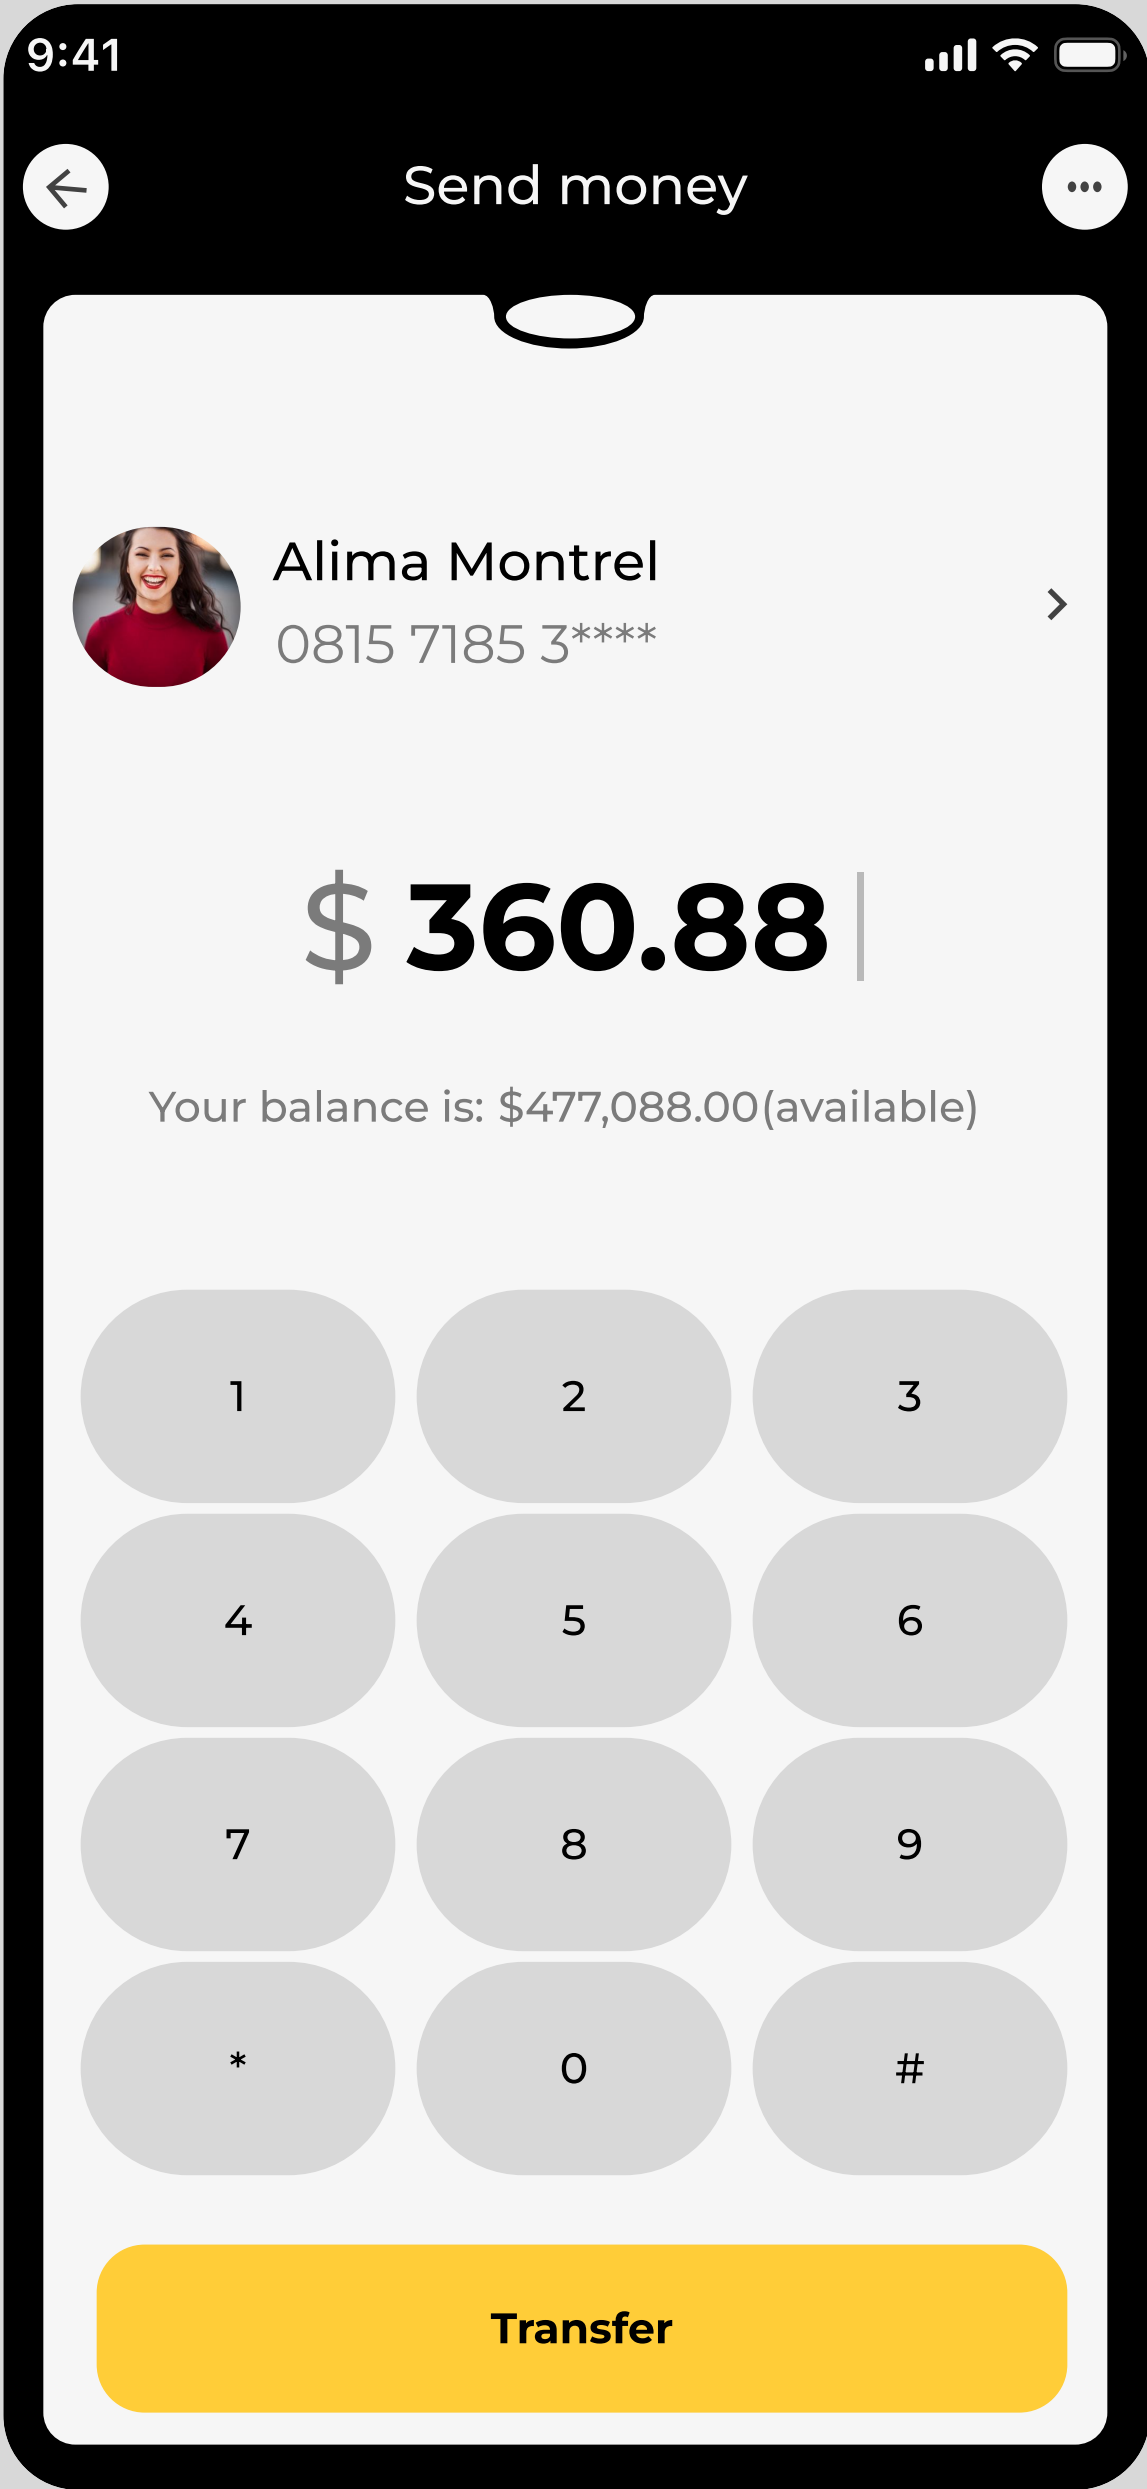 9:41
Send money
Alima Montrel
0815 7185 3****
$ 360.88
Your balance is: $477,088.00(available)
1 2 3
4 5 6
7 8 9
* 0 #
Transfer